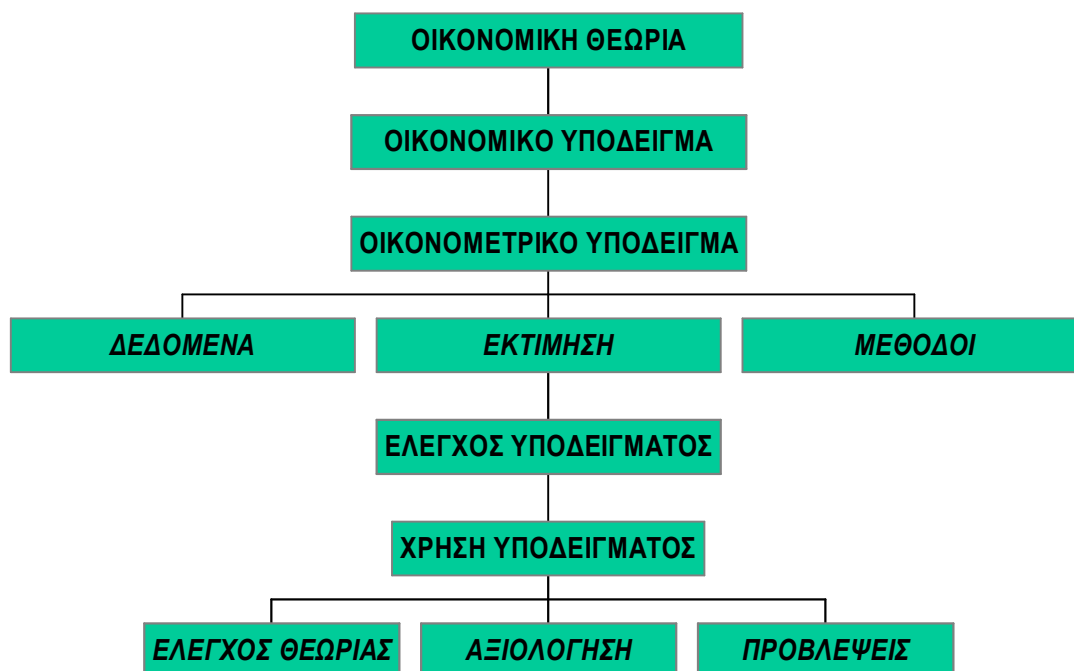 ΟΙΚΟΝΟΜΙΚΗ ΘΕΩΡΙΑ
ΟΙΚΟΝΟΜΙΚΟ ΥΠΟΔΕΙΓΜΑ
ΟΙΚΟΝΟΜΕΤΡΙΚΟ ΥΠΟΔΕΙΓΜΑ
ΔΕΔΟΜΕΝΑ
ΕΚΤΙΜΗΣΗ
ΜΕΘΟΔΟΙ
ΕΛΕΓΧΟΣ ΥΠΟΔΕΙΓΜΑΤΟΣ
ΧΡΗΣΗ ΥΠΟΔΕΙΓΜΑΤΟΣ
ΕΛΕΓΧΟΣ ΘΕΩΡΙΑΣ
ΑΞΙΟΛΟΓΗΣΗ
ΠΡΟΒΛΕΨΕΙΣ